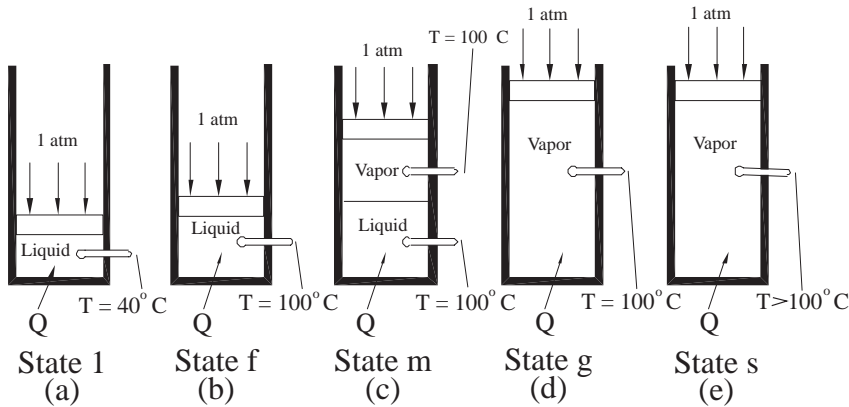 1 atm
Liquid
Q
T = 40° C
State 1
(a)
1 atm
Liquid
Q
T = 100° C
State f
(b)
1 atm
T = 100 C
Vapor
Liquid
Q
T = 100° C
State m
(c)
1 atm
Vapor
Q
T = 100° C
State g
(d)
1 atm
Vapor
Q
T>100° C
State s
(e)